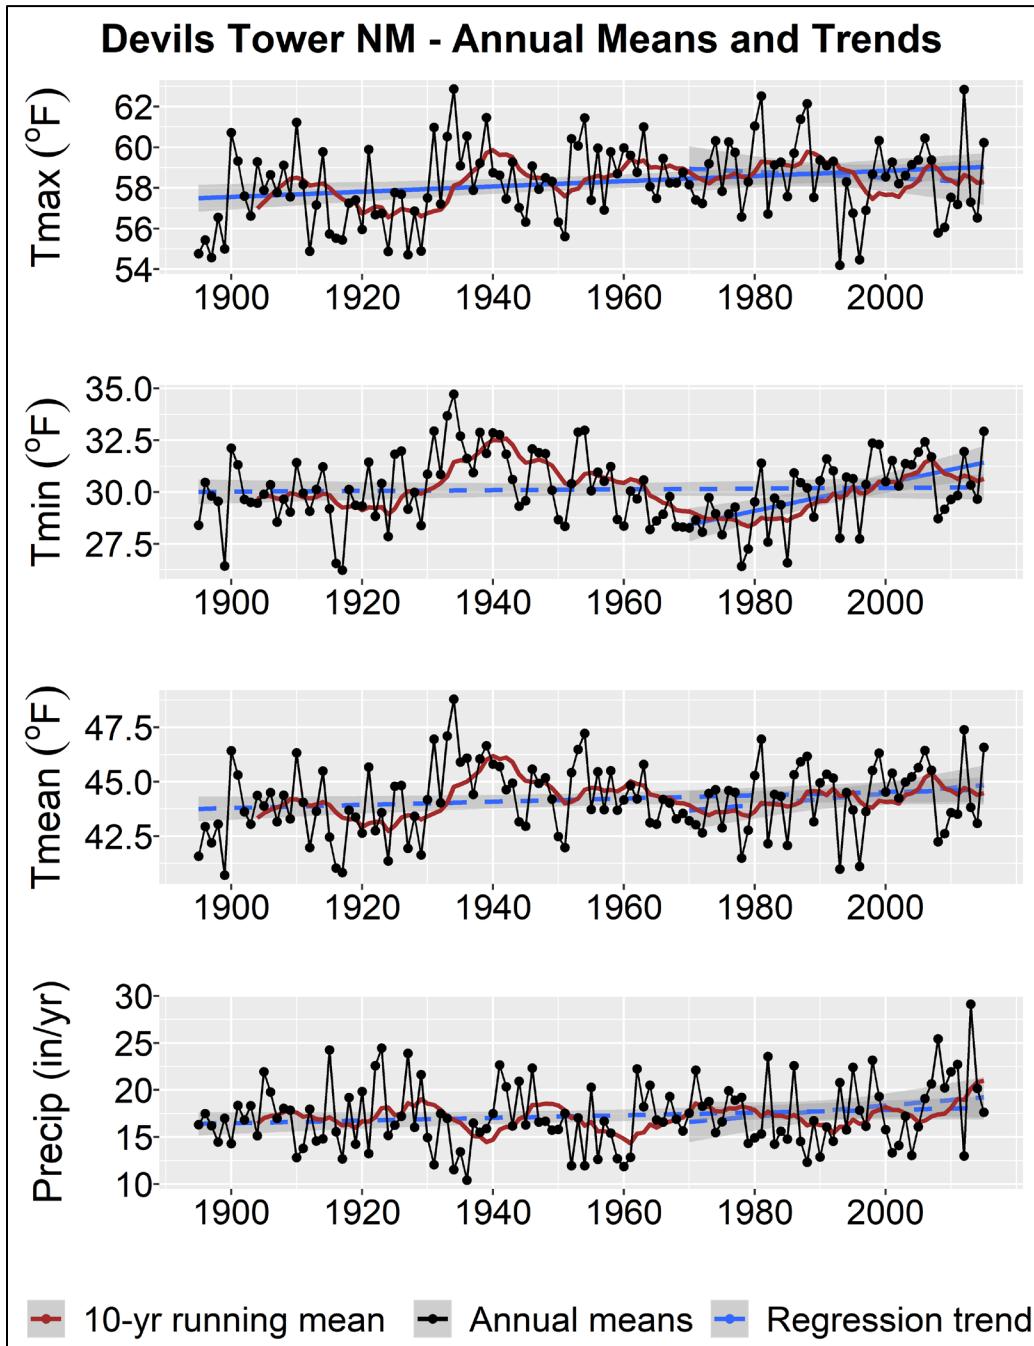 Devils Tower NM - Annual Means and Trends
Tmax (°F)
62
60
58
56
54
1900 1920 1940 1960 1980 2000
Tmin (°F)
35.0
32.5
30.0
27.5
1900 1920 1940 1960 1980 2000
Tmean (°F)
47.5
45.0
42.5
1900 1920 1940 1960 1980 2000
Precip (in/yr)
30
25
20
15
10
1900 1920 1940 1960 1980 2000
10-yr running mean Annual means Regression trend